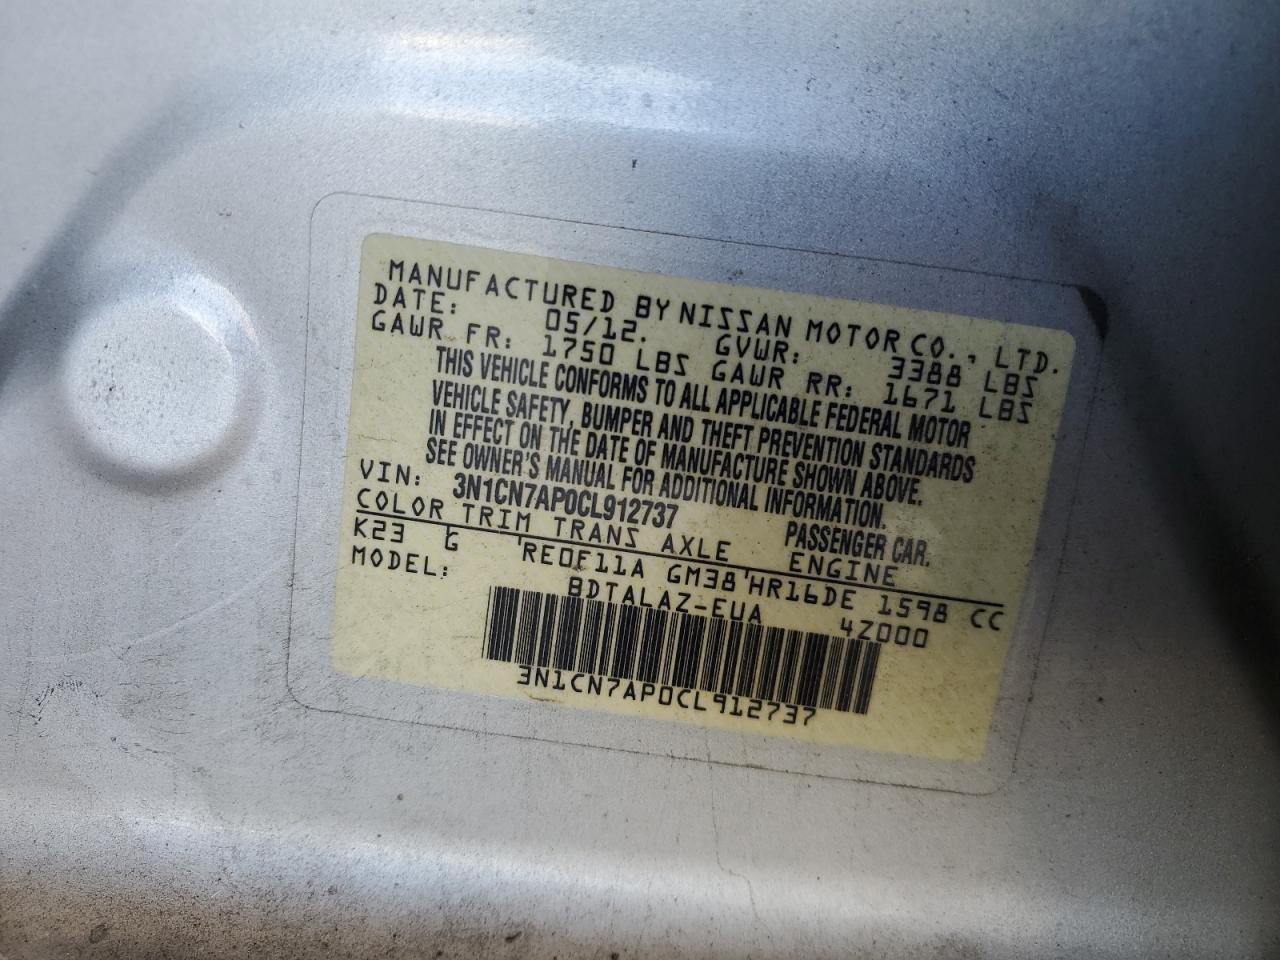 MANUFACTURED BY NISSAN MOTOR CO., LTD.
DATE: 05/12. GVWR: 3388 LBS
GAWR FR: 1750 LBS GAWR RR: 1671 LBS
THIS VEHICLE CONFORMS TO ALL APPLICABLE FEDERAL MOTOR
VEHICLE SAFETY, BUMPER AND THEFT PREVENTION STANDARDS
IN EFFECT ON THE DATE OF MANUFACTURE SHOWN ABOVE.
SEE OWNER'S MANUAL FOR ADDITIONAL INFORMATION.
VIN: 3N1CN7AP0CL912737 PASSENGER CAR.
COLOR TRIM TRANS AXLE ENGINE
K23 G RE0F11A GM38 HR16DE 1598 CC
MODEL: BDTALAZ-EUA 4Z000
3N1CN7AP0CL912737